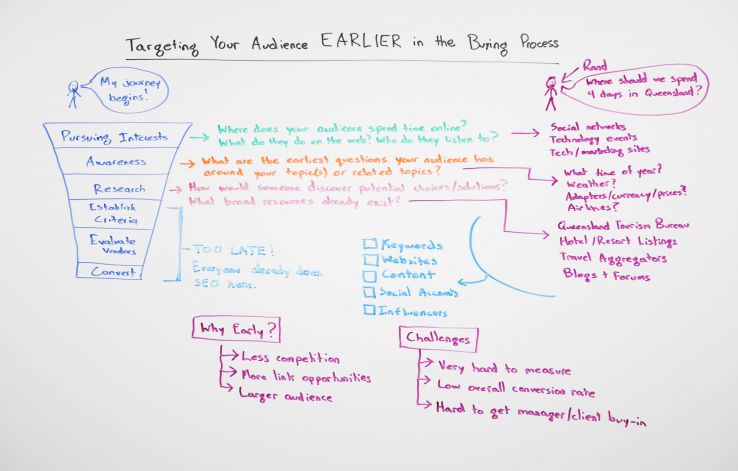 Targeting Your Audience EARLIER in the Buying Process
My journey
begins!
Rand
Where should we spend
4 days in Queensland?
Pursuing Interests
Awareness
Research
Establish
Criteria
Evaluate
Vendors
Convert
Where does your audience spend time online?
What do they do on the web? Who do they listen to?
What are the earliest questions your audience has
around your topic(s) or related topics?
How would someone discover potential choices/solutions?
What broad resources already exist?
TOO LATE!
Everyone already does
SEO here.
Social networks
Technology events
Tech/marketing sites
What time of year?
Weather?
Adapters/currency/prices?
Airlines?
Queensland Tourism Bureau
Hotel/Resort Listings
Travel Aggregators
Blogs + Forums
Keywords
Websites
Content
Social Accounts
Influencers
Why Early?
Less competition
More link opportunities
Larger audience
Challenges
Very hard to measure
Low overall conversion rate
Hard to get manager/client buy-in